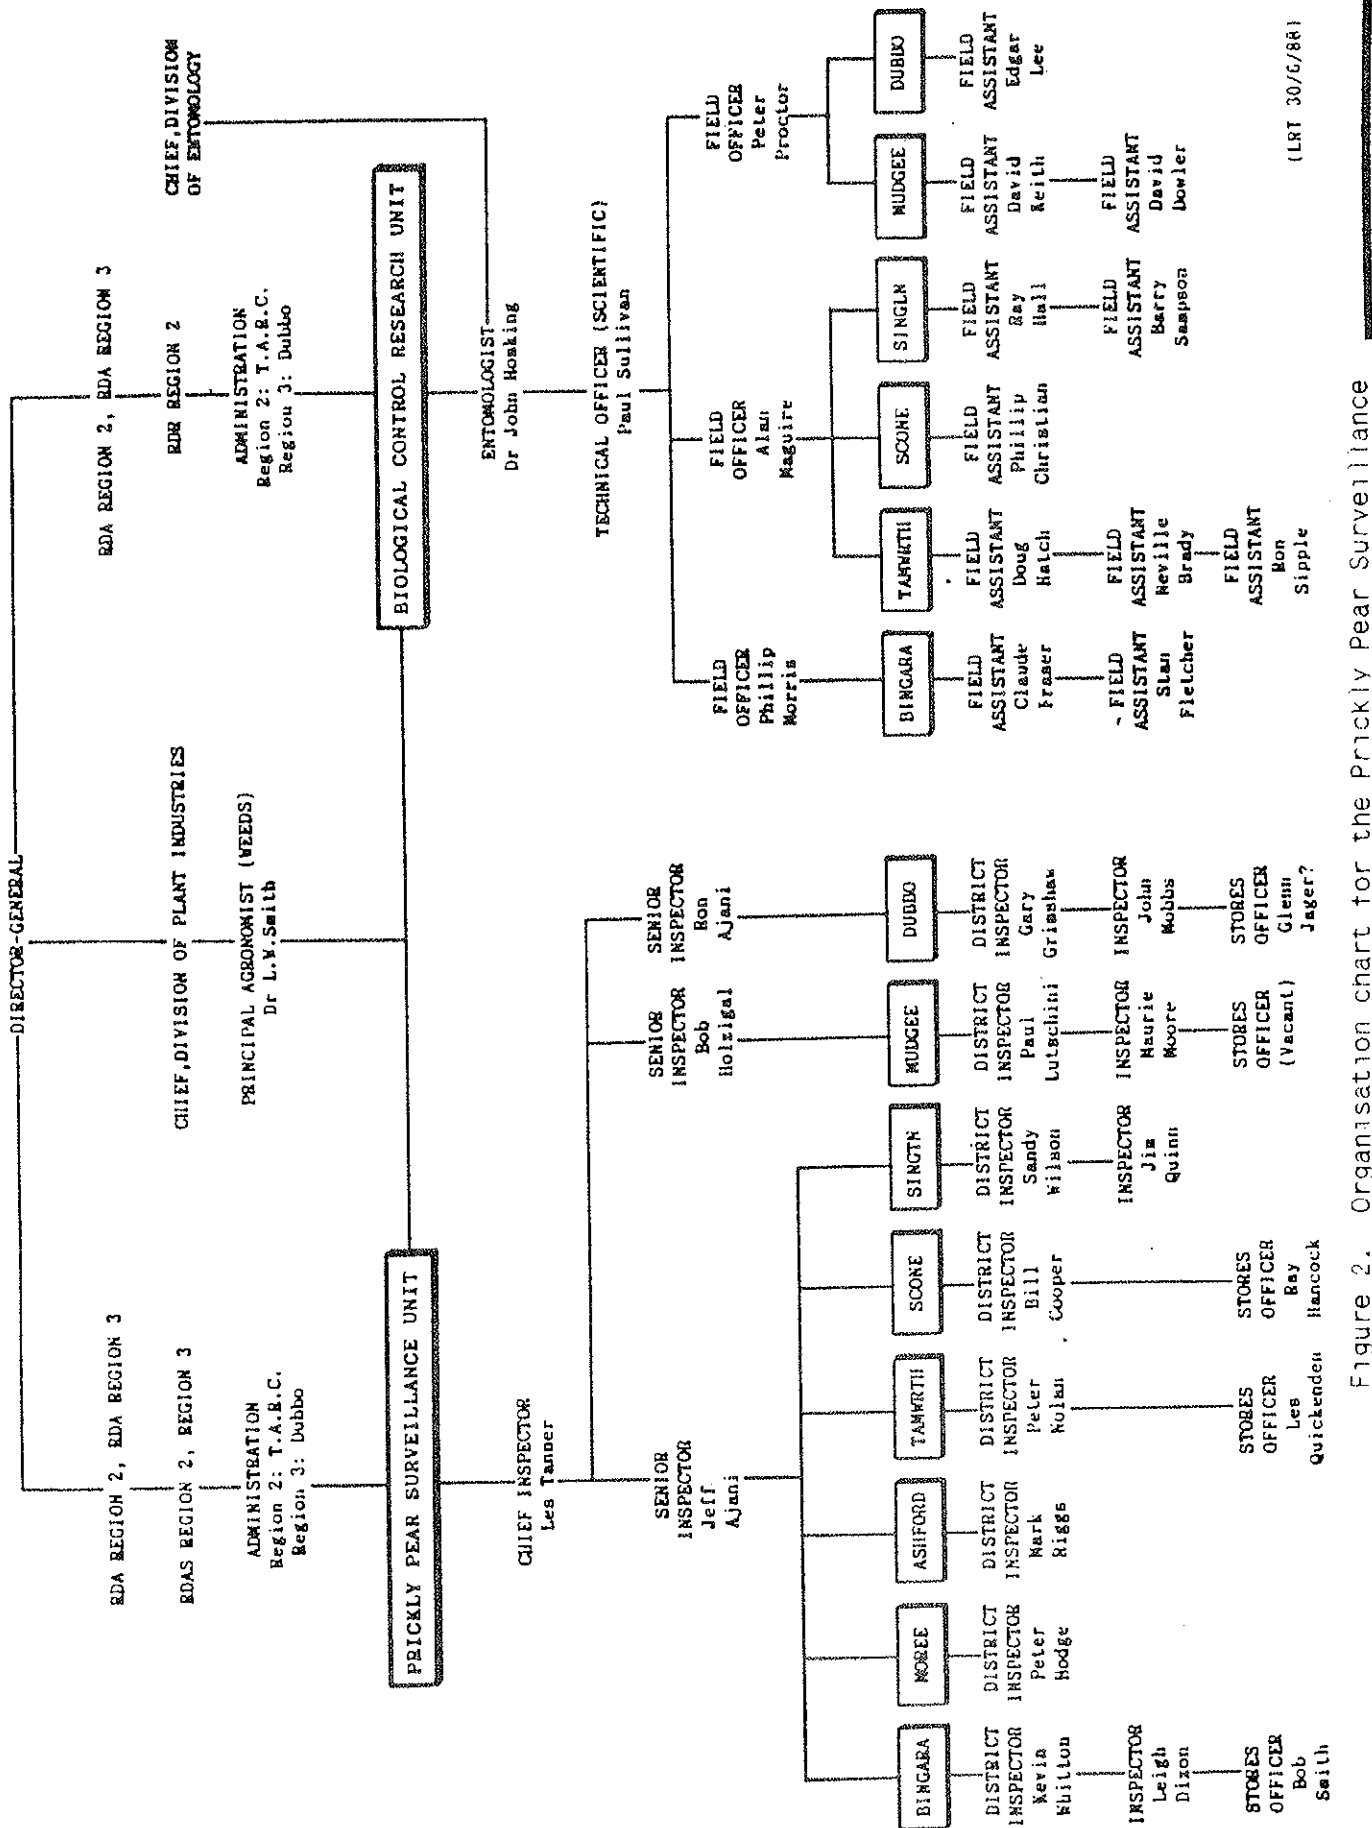 DIRECTOR-GENERAL
RDA REGION 2, RDA REGION 3
RDAS REGION 2, REGION 3
ADMINISTRATION
Region 2: T.A.R.C.
Region 3: Dubbo
CHIEF,DIVISION OF PLANT INDUSTRIES
PRINCIPAL AGRONOMIST (WEEDS)
Dr L.W.Smith
RDA REGION 2, RDA REGION 3
RDR REGION 2
ADMINISTRATION
Region 2: T.A.R.C.
Region 3: Dubbo
CHIEF,DIVISION
OF ENTOMOLOGY
PRICKLY PEAR SURVEILLANCE UNIT
BIOLOGICAL CONTROL RESEARCH UNIT
CHIEF INSPECTOR
Les Tanner
ENTOMOLOGIST
Dr John Hosking
TECHNICAL OFFICER (SCIENTIFIC)
Paul Sullivan
SENIOR
INSPECTOR
Jeff
Ajani
SENIOR
INSPECTOR
Bob
Holzigal
SENIOR
INSPECTOR
Ron
Ajani
FIELD
OFFICER
Phillip
Morris
FIELD
OFFICER
Alan
Maguire
FIELD
OFFICER
Peter
Proctor
BINGARA
DISTRICT
INSPECTOR
Kevin
Whitton
INSPECTOR
Leigh
Dixon
STORES
OFFICER
Bob
Smith
MOREE
DISTRICT
INSPECTOR
Peter
Hodge
ASHFORD
DISTRICT
INSPECTOR
Mark
Riggs
TAMWRTH
DISTRICT
INSPECTOR
Peter
Nolan
STORES
OFFICER
Les
Quickenden
SCONE
DISTRICT
INSPECTOR
Bill
Cooper
STORES
OFFICER
Ray
Hancock
SINGTN
DISTRICT
INSPECTOR
Sandy
Wilson
INSPECTOR
Jim
Quinn
MUDGEE
DISTRICT
INSPECTOR
Paul
Lutschini
INSPECTOR
Maurie
Moore
STORES
OFFICER
(Vacant)
DUBBO
DISTRICT
INSPECTOR
Gary
Grimshaw
INSPECTOR
John
Mobbs
STORES
OFFICER
Glenn
Jager?
BINGARA
FIELD
ASSISTANT
Claude
Fraser
FIELD
ASSISTANT
Stan
Fletcher
TAMWRTH
FIELD
ASSISTANT
Doug
Hatch
FIELD
ASSISTANT
Neville
Brady
FIELD
ASSISTANT
Ron
Sipple
SCONE
FIELD
ASSISTANT
Phillip
Christian
SINGLN
FIELD
ASSISTANT
Ray
Hall
FIELD
ASSISTANT
Barry
Sampson
MUDGEE
FIELD
ASSISTANT
David
Keith
FIELD
ASSISTANT
David
Dowler
DUBBO
FIELD
ASSISTANT
Edgar
Lee
(LRT 30/6/88)
Figure 2. Organisation chart for the Prickly Pear Surveillance